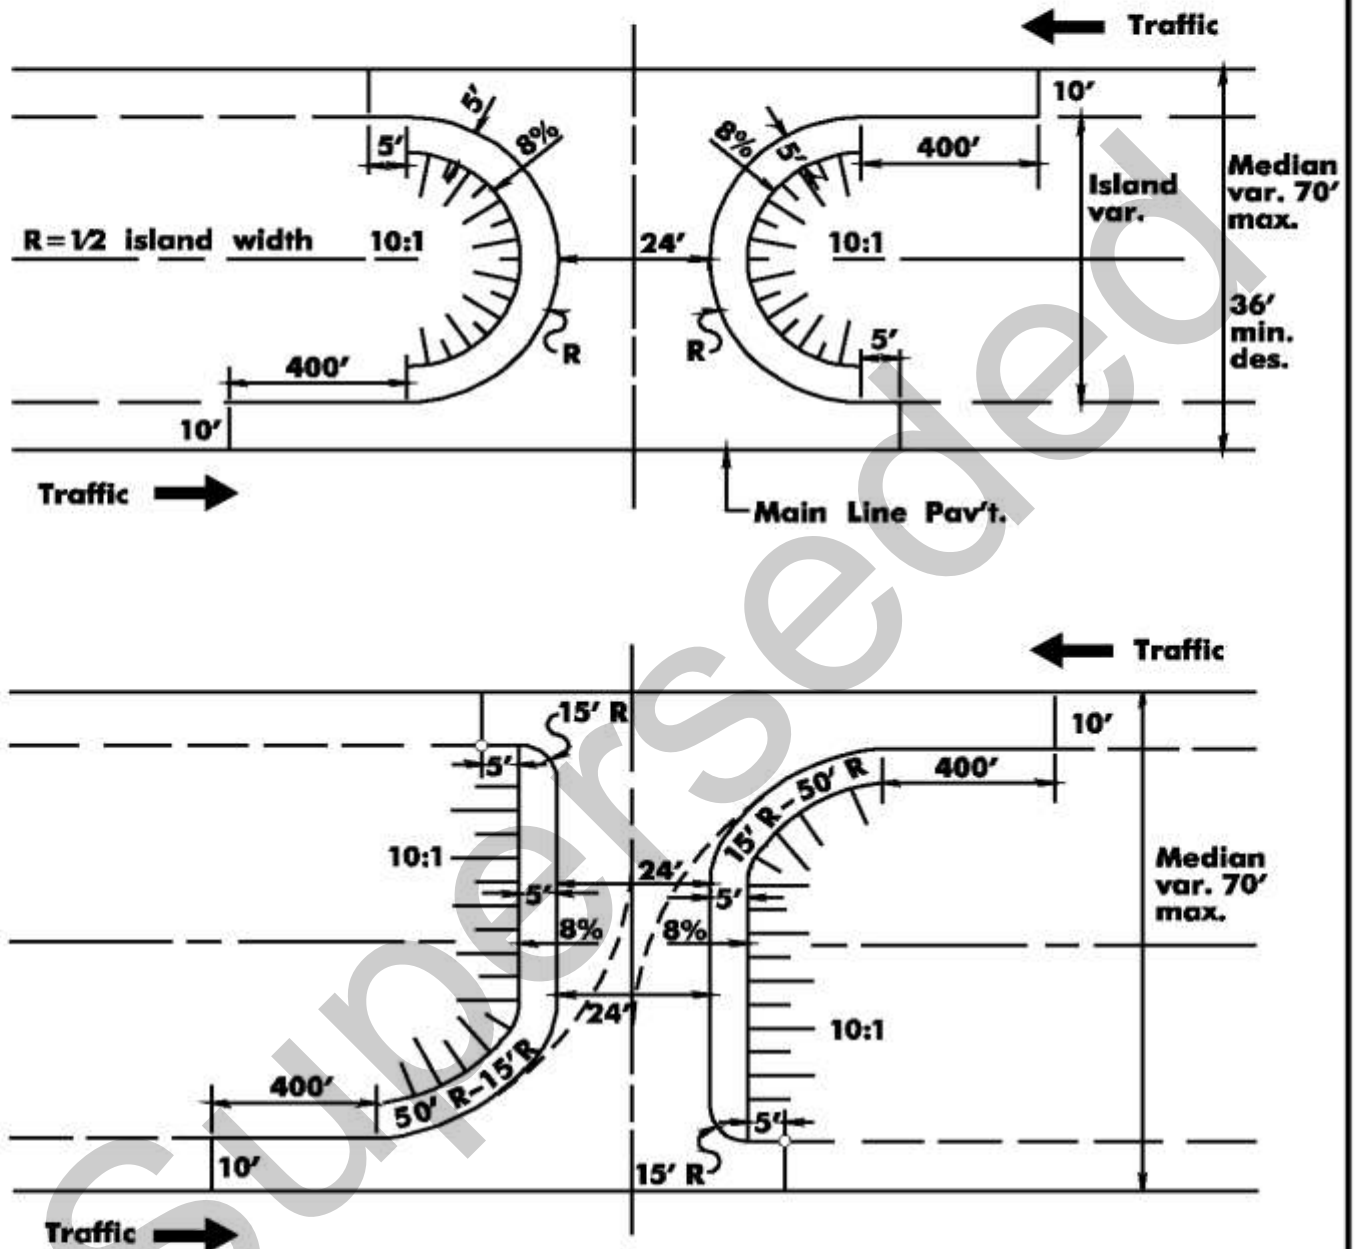 Traffic
10'
5'
8%
8%
5'
5'
400'
Median
var. 70'
max.
Island
var.
R=1/2 island width
10:1
24'
10:1
36'
min.
des.
R
R
5'
400'
10'
Traffic
Main Line Pav't.
Traffic
15' R
10'
5'
400'
15' R-50' R
10:1
24'
Median
var. 70'
max.
5'
5'
8%
8%
24'
10:1
50' R-15' R
400'
5'
10'
15' R
Traffic
Superseded